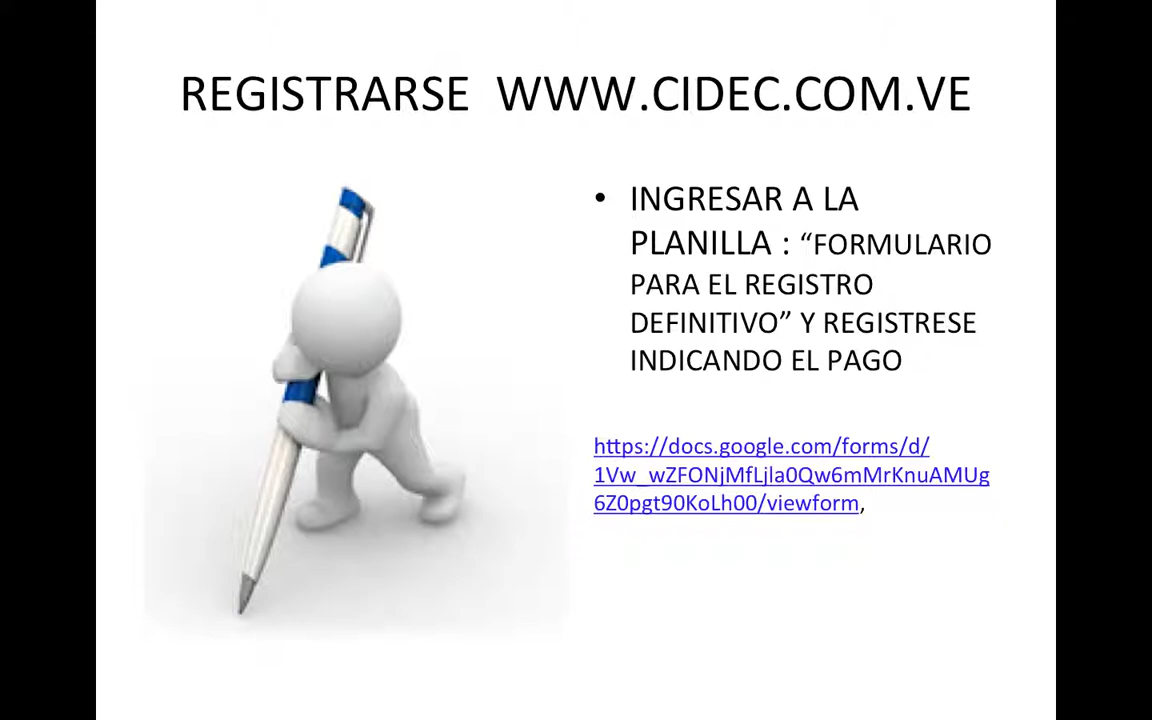 REGISTRARSE  WWW.CIDEC.COM.VE
• INGRESAR A LA
PLANILLA : “FORMULARIO
PARA EL REGISTRO
DEFINITIVO” Y REGISTRESE
INDICANDO EL PAGO
https://docs.google.com/forms/d/
1Vw_wZFONjMfLjla0Qw6mMrKnuAMUg
6Z0pgt90KoLh00/viewform,